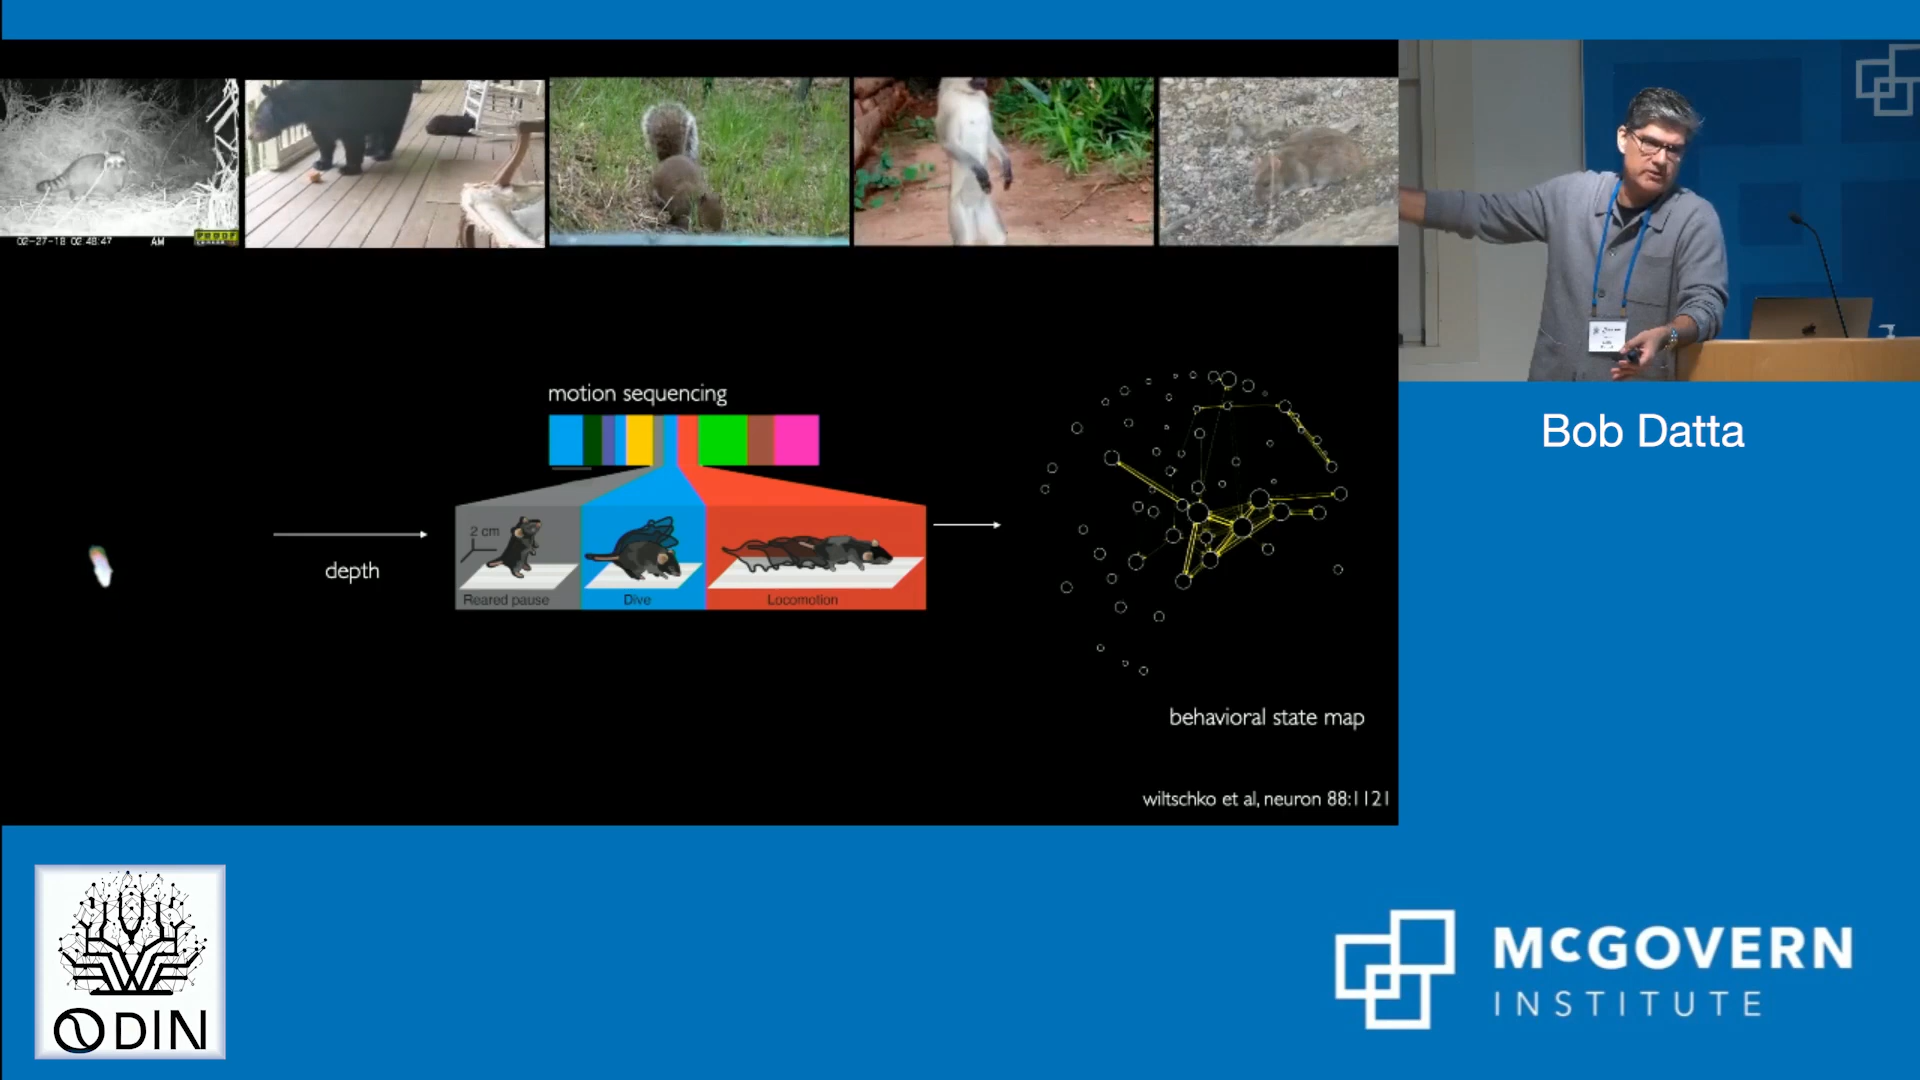 02-27-18 02:48:47 AM
motion sequencing
2 cm
depth
Reared pause
Dive
Locomotion
behavioral state map
wiltschko et al, neuron 88:1121
Bob Datta
ODIN
McGOVERN
INSTITUTE